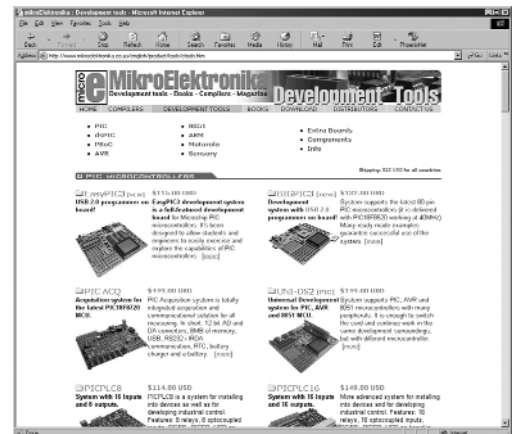 mikroElektronika : Development tools - Microsoft Internet Explorer
File Edit View Favorites Tools Help
Back Forward Stop Refresh Home Search Favorites Media History Mail Print Edit
Address
Go Links
micro
MikroElektronika
Development tools - Books - Compilers - Magazine
Development Tools
HOME COMPILERS DEVELOPMENT TOOLS BOOKS DOWNLOAD DISTRIBUTORS CONTACT US
PIC
dsPIC
PSoC
AVR
8051
ARM
Motorola
Sensory
Extra Boards
Components
Info
Shipping: $20 USD for all countries
PIC MICROCONTROLLERS
EasyPIC3 [new]
USB 2.0 programmer on
board!
EasyPIC3 development system
is a full-featured development
board for Microchip PIC
microcontrollers. It's been
designed to allow students and
engineers to easily exercise and
explore the capabilities of PIC
microcontrollers. [more]
BIGPIC3 [new]
Development
system with USB 2.0
programmer on board!
System supports the latest 80 pin
PIC microcontrollers (it is delivered
with PIC18F8520 working at 40MHz)
Many ready made examples
guarantee successful use of the
system. [more]
PIC ACQ $149.00 USD
Acquisition system for
the latest PIC18F8720
MCU.
PIC Acquisition system is totally
integrated acquisition and
communicational solution for all
measuring. In short, 12 bit AD and
DA converters, 8MB of memory,
USB, RS232 i IRDA
communication, RTC, battery
charger and a battery. [more]
UNI-DS2 [PIC] $199.00 USD
Universal Development
system for PIC, AVR
and 8051 MCU.
System supports PIC, AVR and
8051 microcontrollers with many
peripherals. It is enough to switch
the card and continue work in the
same development surroundings,
but with different microcontroller.
[more]
PICPLC8 $114.00 USD
System with 16 Inputs
and 8 outputs.
PICPLC8 is a system for installing
into devices as well as for
developing industrial control.
Features: 8 relays, 8 optocoupled
PICPLC16 $149.00 USD
System with 16 Inputs
and 16 outputs.
More advanced system for installing
into devices and for developing
industrial control. Features: 16
relays, 16 optocoupled inputs,
Done
Internet